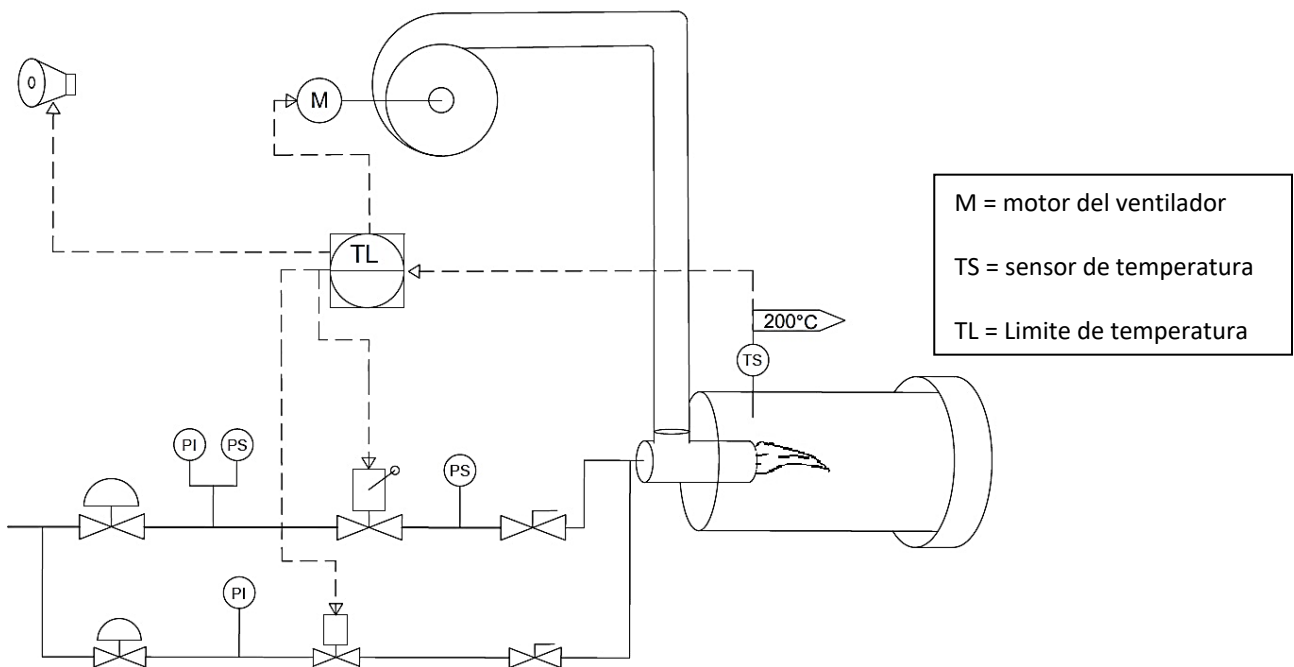 M
TL
M = motor del ventilador
TS = sensor de temperatura
TL = Limite de temperatura
200°C
TS
PI
PS
PS
PI